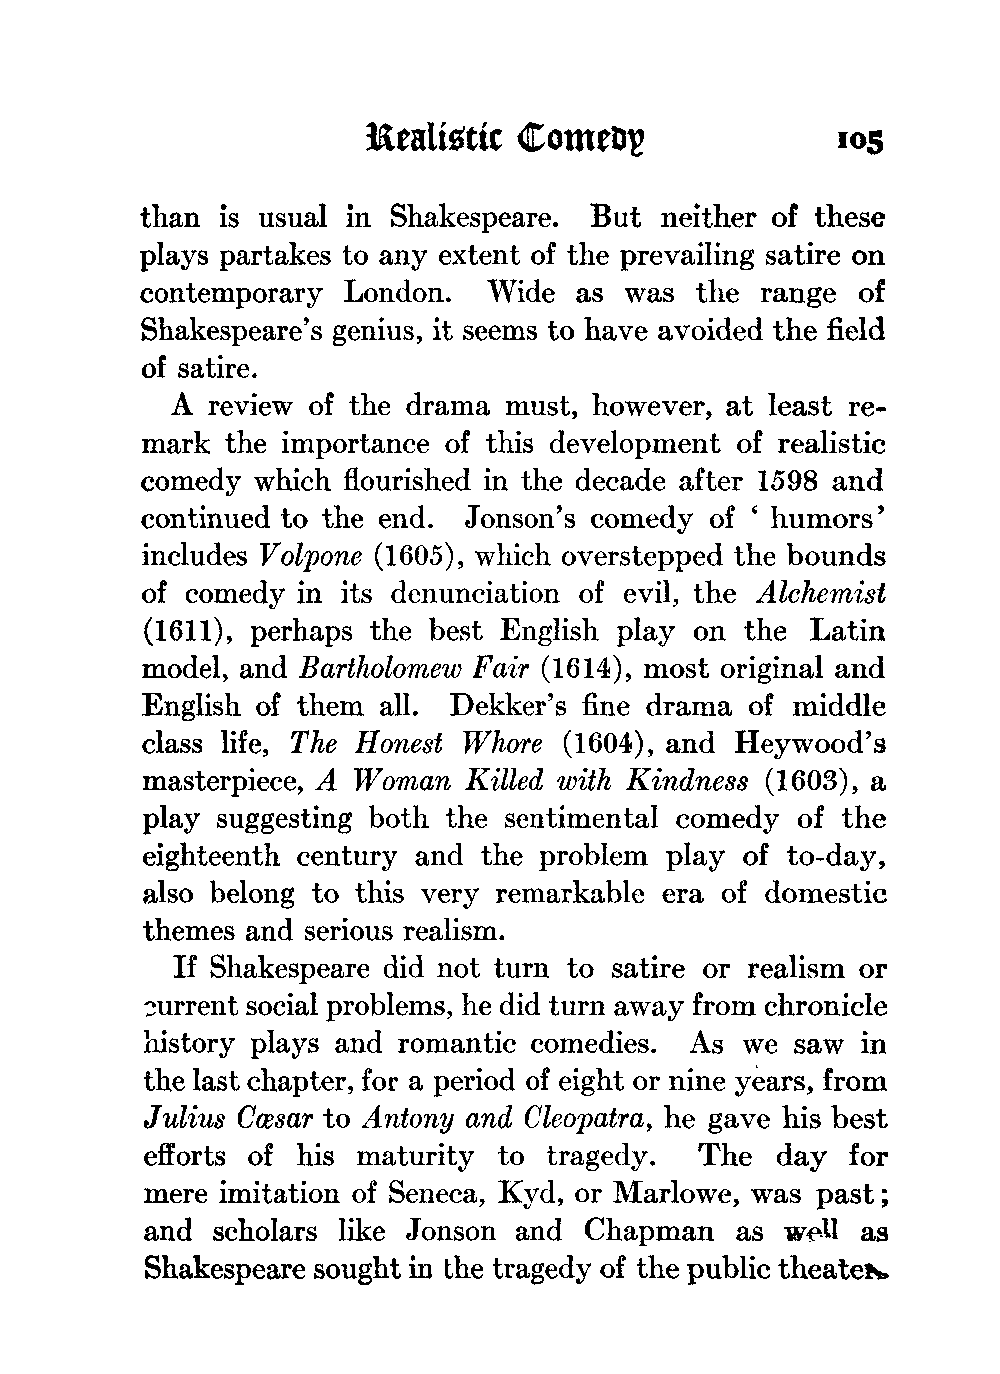 Realistic Comedy 105
than is usual in Shakespeare. But neither of these
plays partakes to any extent of the prevailing satire on
contemporary London. Wide as was the range of
Shakespeare's genius, it seems to have avoided the field
of satire.
A review of the drama must, however, at least re-
mark the importance of this development of realistic
comedy which flourished in the decade after 1598 and
continued to the end. Jonson's comedy of ‘ humors’
includes Volpone (1605), which overstepped the bounds
of comedy in its denunciation of evil, the Alchemist
(1611), perhaps the best English play on the Latin
model, and Bartholomew Fair (1614), most original and
English of them all. Dekker's fine drama of middle
class life, The Honest Whore (1604), and Heywood's
masterpiece, A Woman Killed with Kindness (1603), a
play suggesting both the sentimental comedy of the
eighteenth century and the problem play of to-day,
also belong to this very remarkable era of domestic
themes and serious realism.
If Shakespeare did not turn to satire or realism or
current social problems, he did turn away from chronicle
history plays and romantic comedies. As we saw in
the last chapter, for a period of eight or nine years, from
Julius Cæsar to Antony and Cleopatra, he gave his best
efforts of his maturity to tragedy. The day for
mere imitation of Seneca, Kyd, or Marlowe, was past;
and scholars like Jonson and Chapman as well as
Shakespeare sought in the tragedy of the public theater